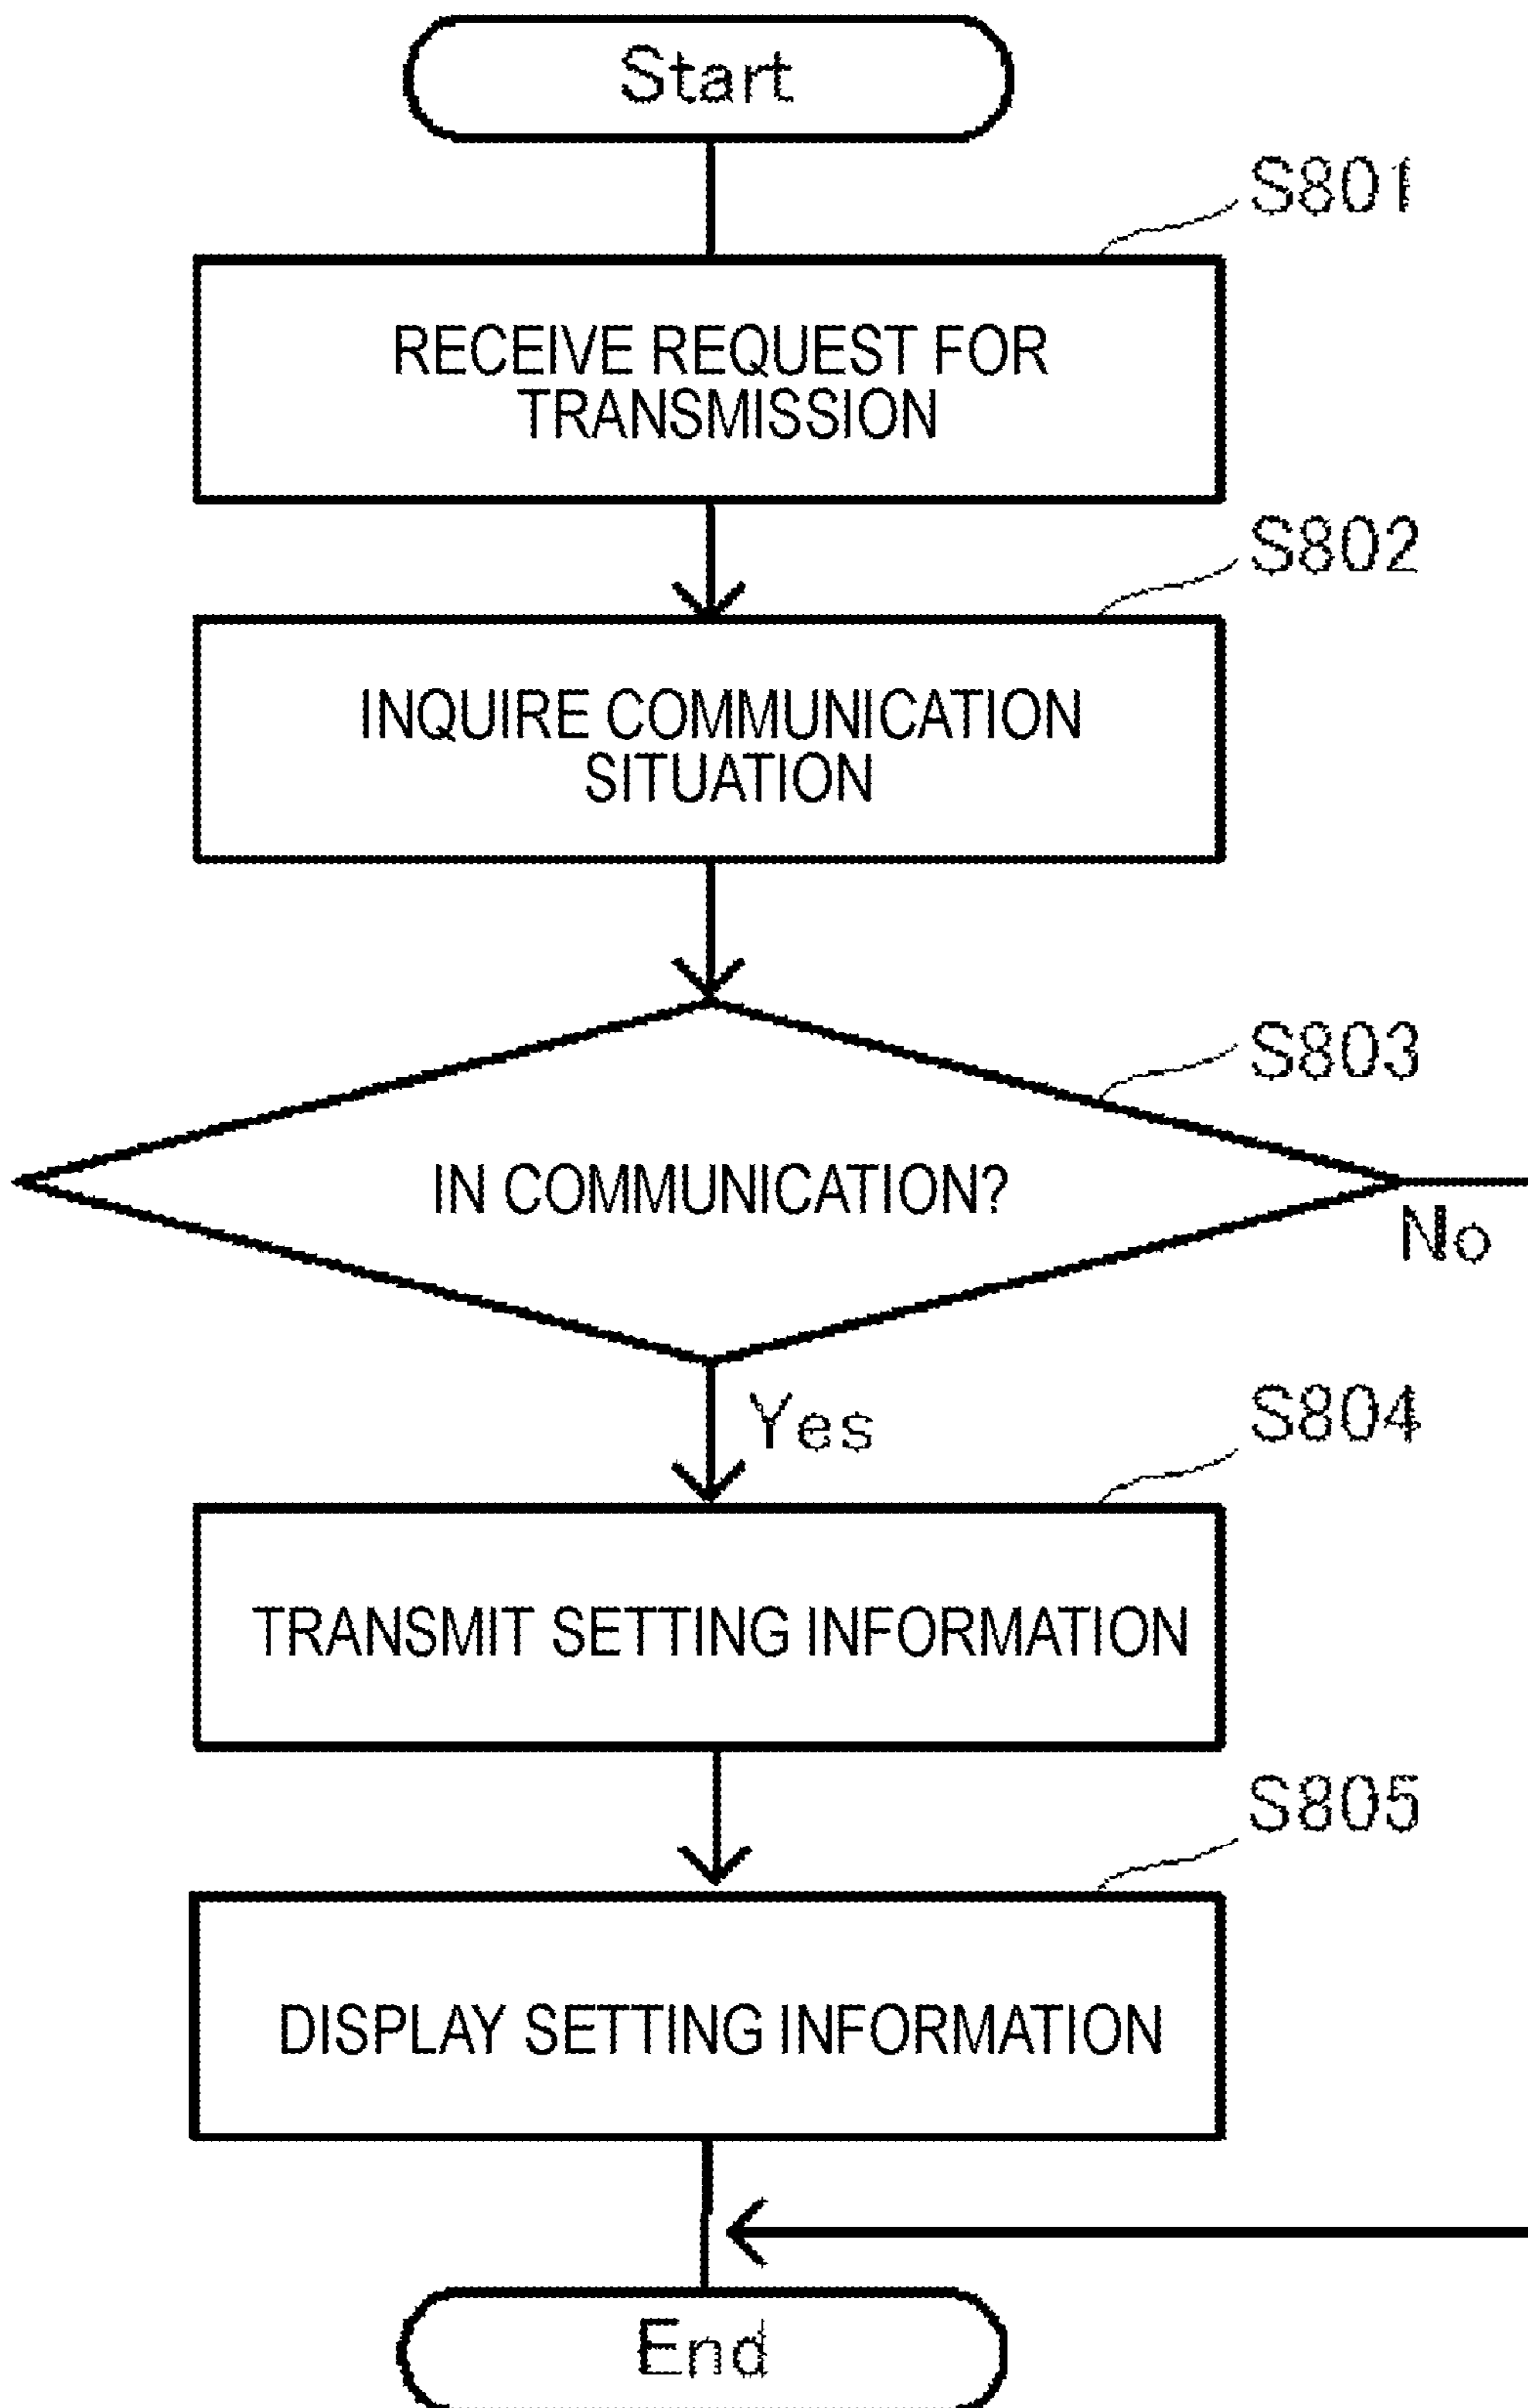 Start
S801
RECEIVE REQUEST FOR
TRANSMISSION
S802
INQUIRE COMMUNICATION
SITUATION
S803
IN COMMUNICATION?
No
Yes
S804
TRANSMIT SETTING INFORMATION
S805
DISPLAY SETTING INFORMATION
End